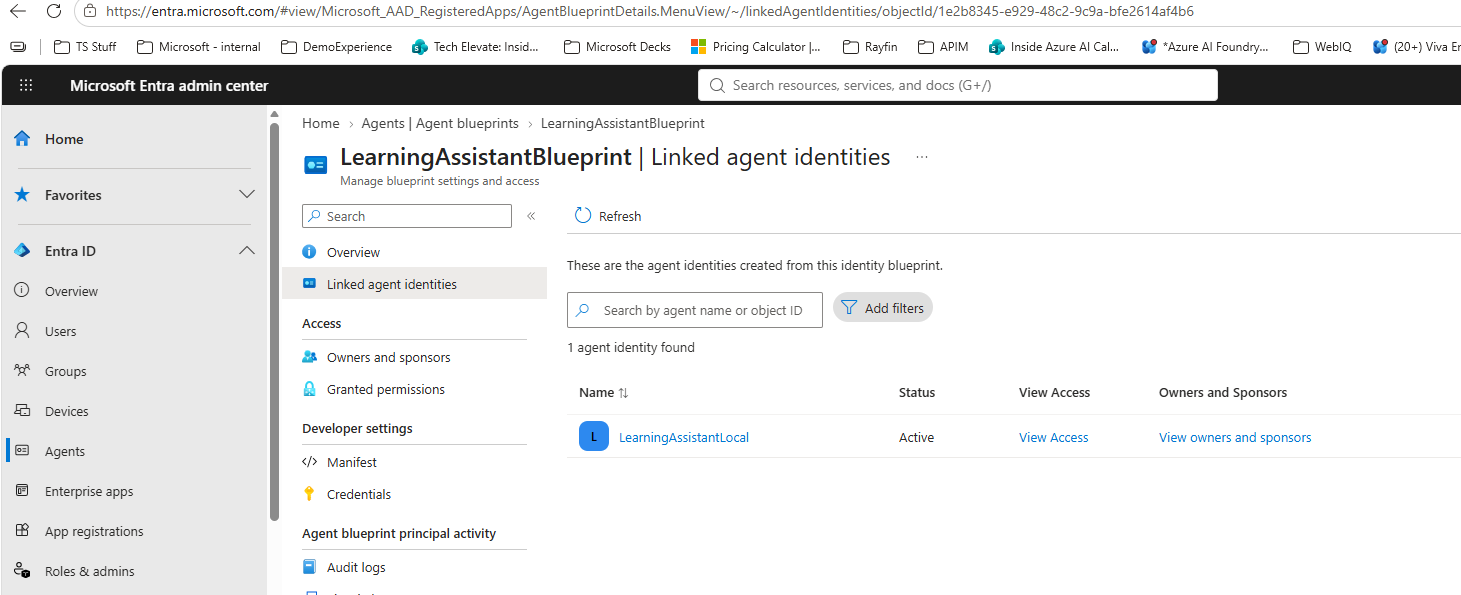 https://entra.microsoft.com/#view/Microsoft_AAD_RegisteredApps/AgentBlueprintDetails.MenuView/~/linkedAgentIdentities/objectId/1e2b8345-e929-48c2-9c9a-bfe2614af4b6
TS Stuff Microsoft - internal DemoExperience Tech Elevate: Insid... Microsoft Decks Pricing Calculator |... Rayfin APIM Inside Azure AI Cal... *Azure AI Foundry... WebIQ (20+) Viva
Microsoft Entra admin center
Search resources, services, and docs (G+/)
Home
Favorites
Entra ID
Overview
Users
Groups
Devices
Agents
Enterprise apps
App registrations
Roles & admins
Home > Agents | Agent blueprints > LearningAssistantBlueprint
LearningAssistantBlueprint | Linked agent identities ...
Manage blueprint settings and access
Search «
Overview
Linked agent identities
Access
Owners and sponsors
Granted permissions
Developer settings
</> Manifest
Credentials
Agent blueprint principal activity
Audit logs
Refresh
These are the agent identities created from this identity blueprint.
Search by agent name or object ID
Add filters
1 agent identity found
Name ↑↓ Status View Access Owners and Sponsors
L LearningAssistantLocal Active View Access View owners and sponsors